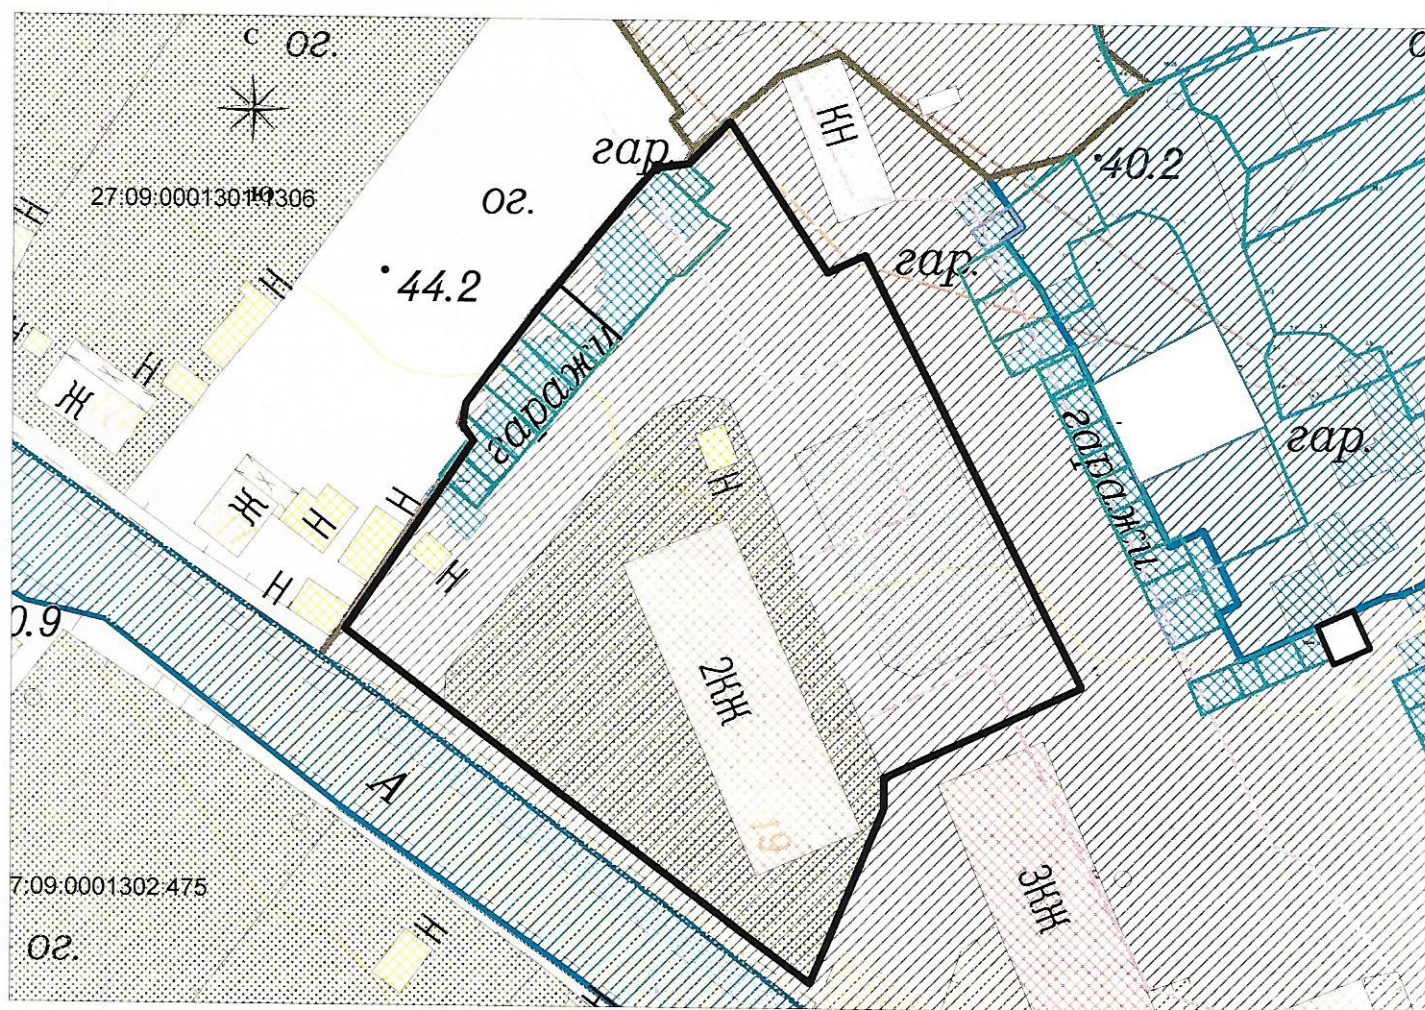 С
ог.
27:09:0001301:1306
Ю
гар.
КН
40.2
ог.
44.2
гар.
Н
Н
Н
Ж
гаражи
гаражи
гар.
Н
Ж
Н
Н
Н
Н
0.9
2КЖ
А
19
3КЖ
7:09:0001302:475
ог.
Н